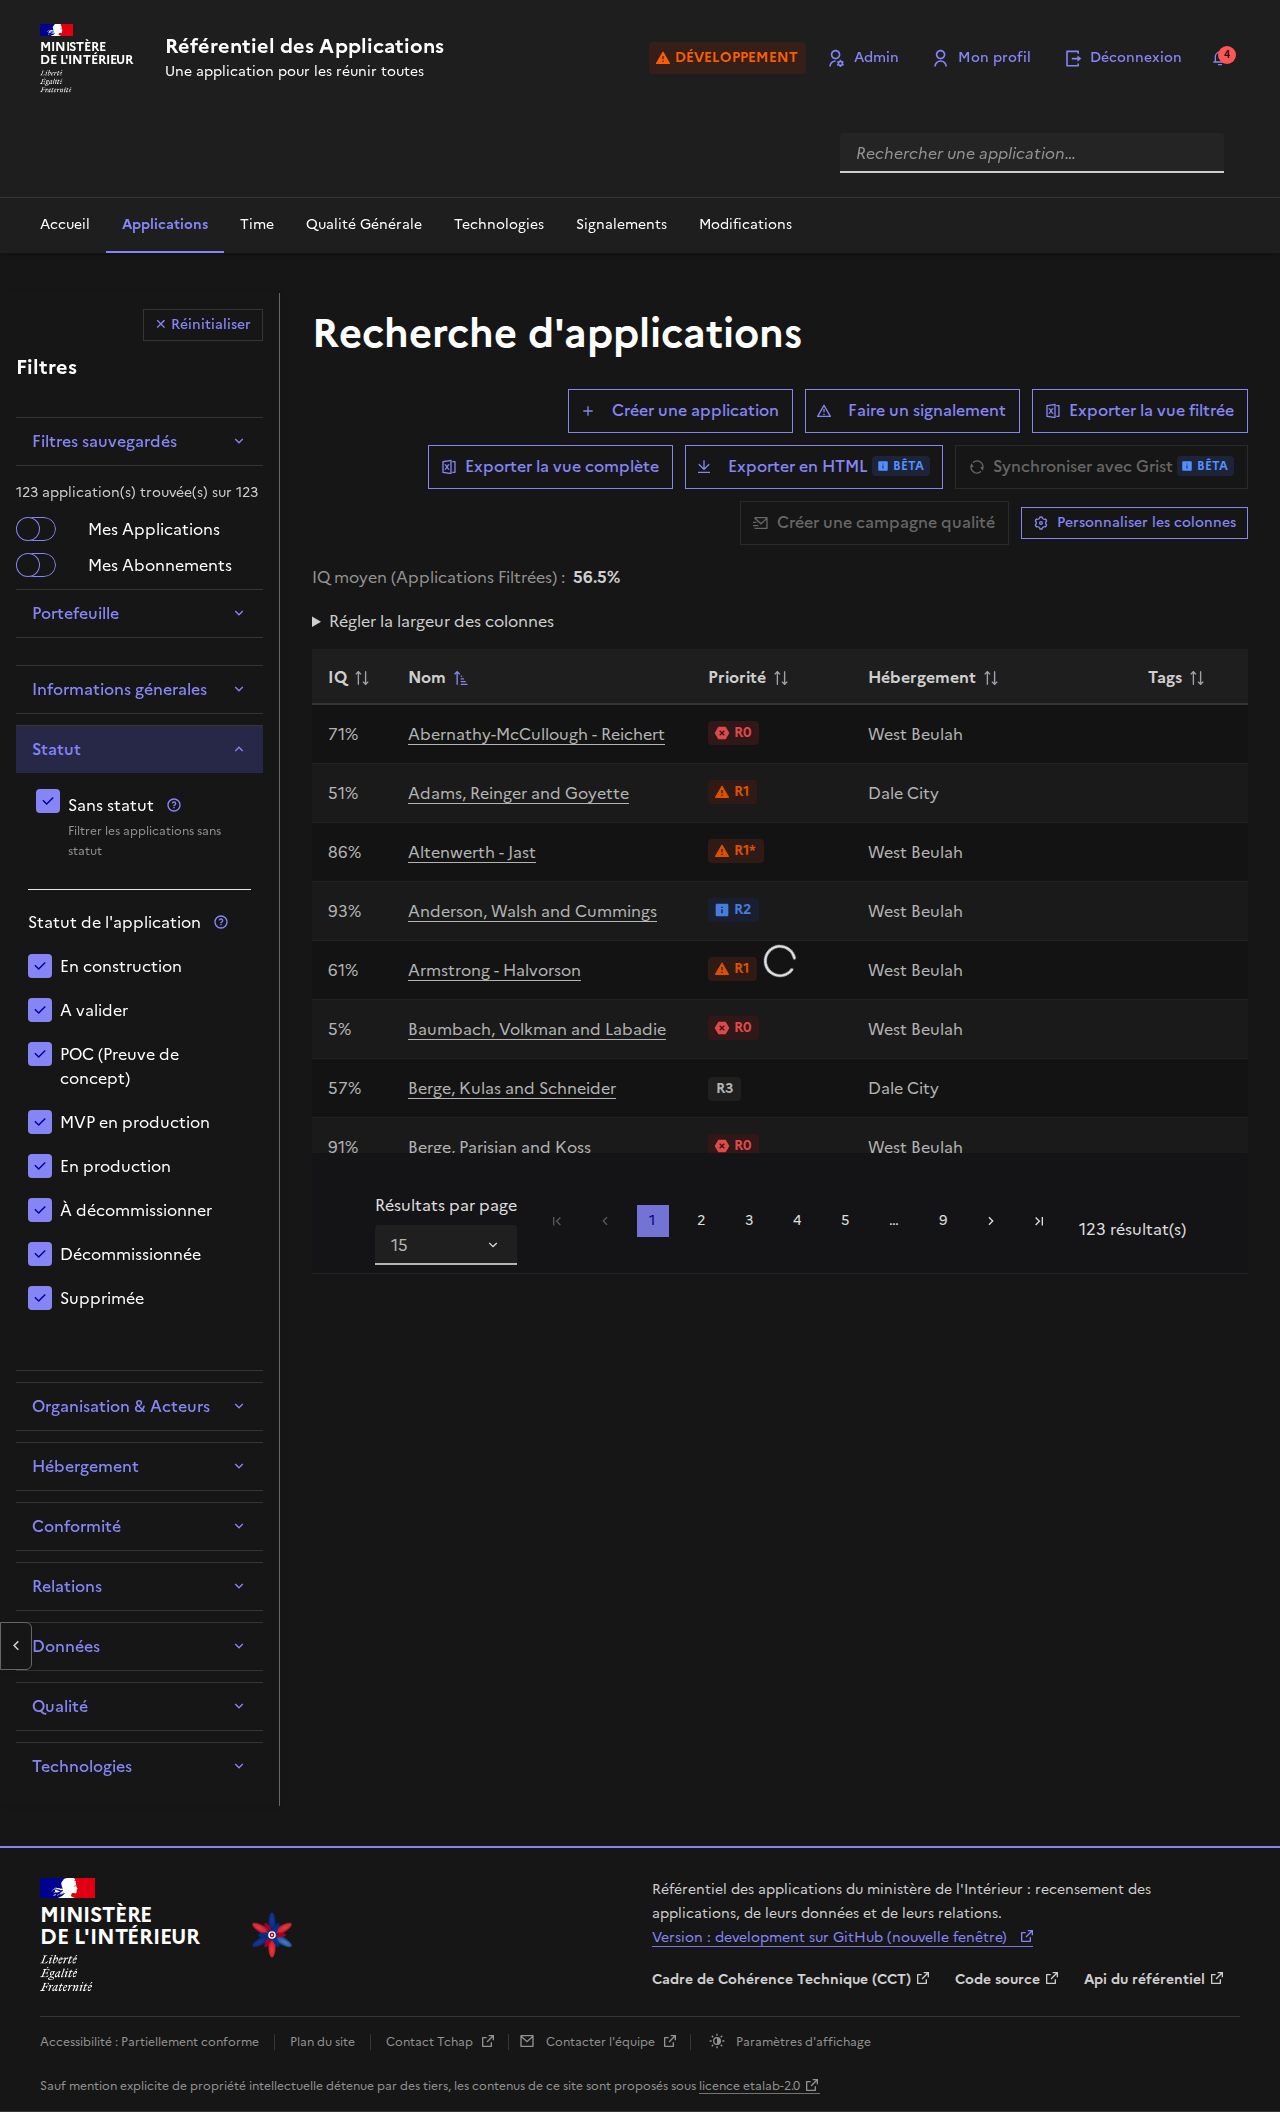 MINISTÈRE
DE L'INTÉRIEUR
Liberté
Égalité
Fraternité
Référentiel des Applications
Une application pour les réunir toutes
DÉVELOPPEMENT
Admin
Mon profil
Déconnexion
4
Rechercher une application…
Accueil
Applications
Time
Qualité Générale
Technologies
Signalements
Modifications
Réinitialiser
Filtres
Filtres sauvegardés
123 application(s) trouvée(s) sur 123
Mes Applications
Mes Abonnements
Portefeuille
Informations génerales
Statut
Sans statut
Filtrer les applications sans
statut
Statut de l'application
En construction
A valider
POC (Preuve de
concept)
MVP en production
En production
À décommissionner
Décommissionnée
Supprimée
Organisation & Acteurs
Hébergement
Conformité
Relations
Données
Qualité
Technologies
Recherche d'applications
Créer une application
Faire un signalement
Exporter la vue filtrée
Exporter la vue complète
Exporter en HTML BÊTA
Synchroniser avec Grist BÊTA
Créer une campagne qualité
Personnaliser les colonnes
IQ moyen (Applications Filtrées) : 56.5%
Régler la largeur des colonnes
IQ Nom Priorité Hébergement Tags
71% Abernathy-McCullough - Reichert R0 West Beulah
51% Adams, Reinger and Goyette R1 Dale City
86% Altenwerth - Jast R1* West Beulah
93% Anderson, Walsh and Cummings R2 West Beulah
61% Armstrong - Halvorson R1 West Beulah
5% Baumbach, Volkman and Labadie R0 West Beulah
57% Berge, Kulas and Schneider R3 Dale City
91% Berge, Parisian and Koss R0 West Beulah
Résultats par page
15
1 2 3 4 5 … 9
123 résultat(s)
MINISTÈRE
DE L'INTÉRIEUR
Liberté
Égalité
Fraternité
Référentiel des applications du ministère de l'Intérieur : recensement des
applications, de leurs données et de leurs relations.
Version : development sur GitHub (nouvelle fenêtre)
Cadre de Cohérence Technique (CCT)
Code source
Api du référentiel
Accessibilité : Partiellement conforme
Plan du site
Contact Tchap
Contacter l'équipe
Paramètres d'affichage
Sauf mention explicite de propriété intellectuelle détenue par des tiers, les contenus de ce site sont proposés sous licence etalab-2.0